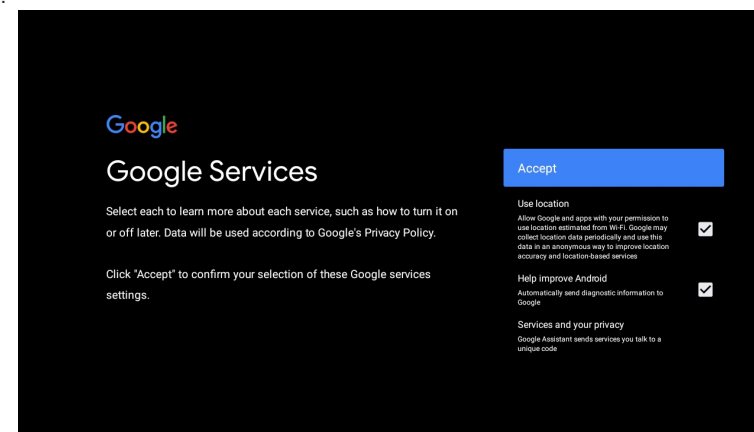 Google
Google Services
Select each to learn more about each service, such as how to turn it on
or off later. Data will be used according to Google's Privacy Policy.
Click "Accept" to confirm your selection of these Google services
settings.
Accept
Use location
Allow Google and apps with your permission to
use location estimated from Wi-Fi. Google may
collect location data periodically and use this
data in an anonymous way to improve location
accuracy and location-based services
Help improve Android
Automatically send diagnostic information to
Google
Services and your privacy
Google Assistant sends services you talk to a
unique code